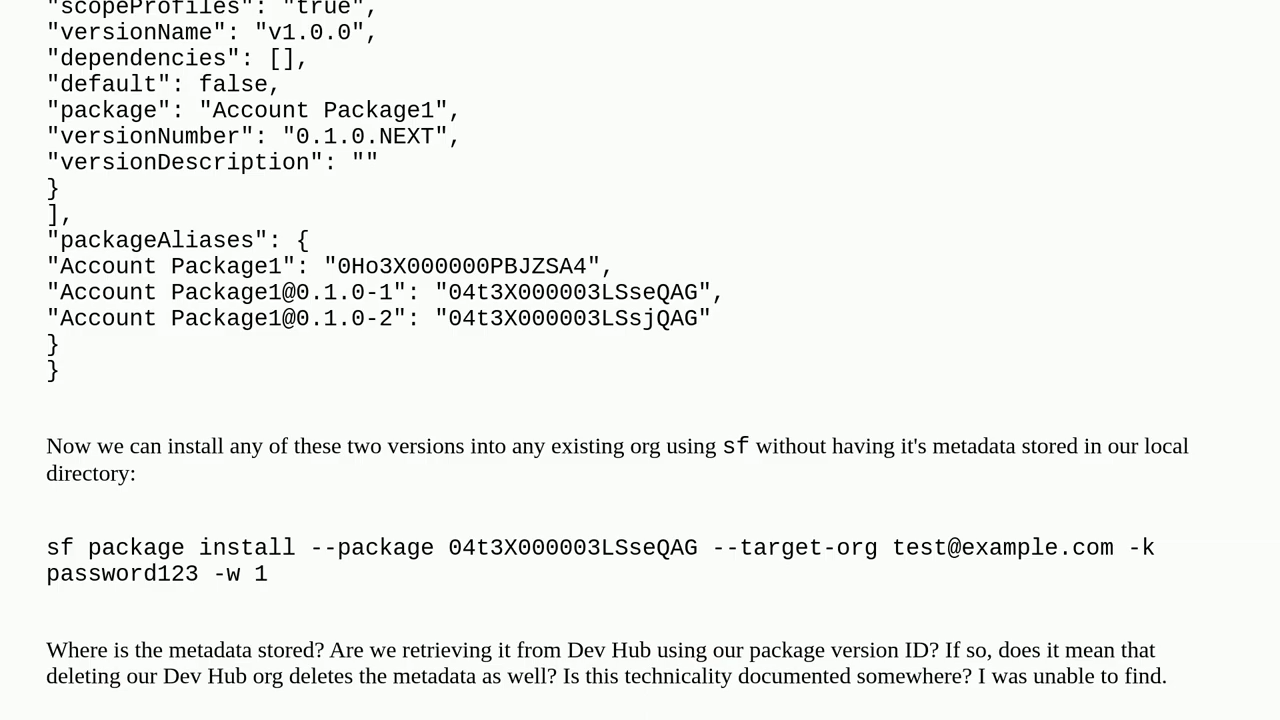 "scopeProfiles": "true",
"versionName": "v1.0.0",
"dependencies": [],
"default": false,
"package": "Account Package1",
"versionNumber": "0.1.0.NEXT",
"versionDescription": ""
}
],
"packageAliases": {
"Account Package1": "0Ho3X000000PBJZSA4",
"Account Package1@0.1.0-1": "04t3X000003LSseQAG",
"Account Package1@0.1.0-2": "04t3X000003LSsjQAG"
}
}
Now we can install any of these two versions into any existing org using sf without having it's metadata stored in our local
directory:
sf package install --package 04t3X000003LSseQAG --target-org test@example.com -k
password123 -w 1
Where is the metadata stored? Are we retrieving it from Dev Hub using our package version ID? If so, does it mean that
deleting our Dev Hub org deletes the metadata as well? Is this technicality documented somewhere? I was unable to find.